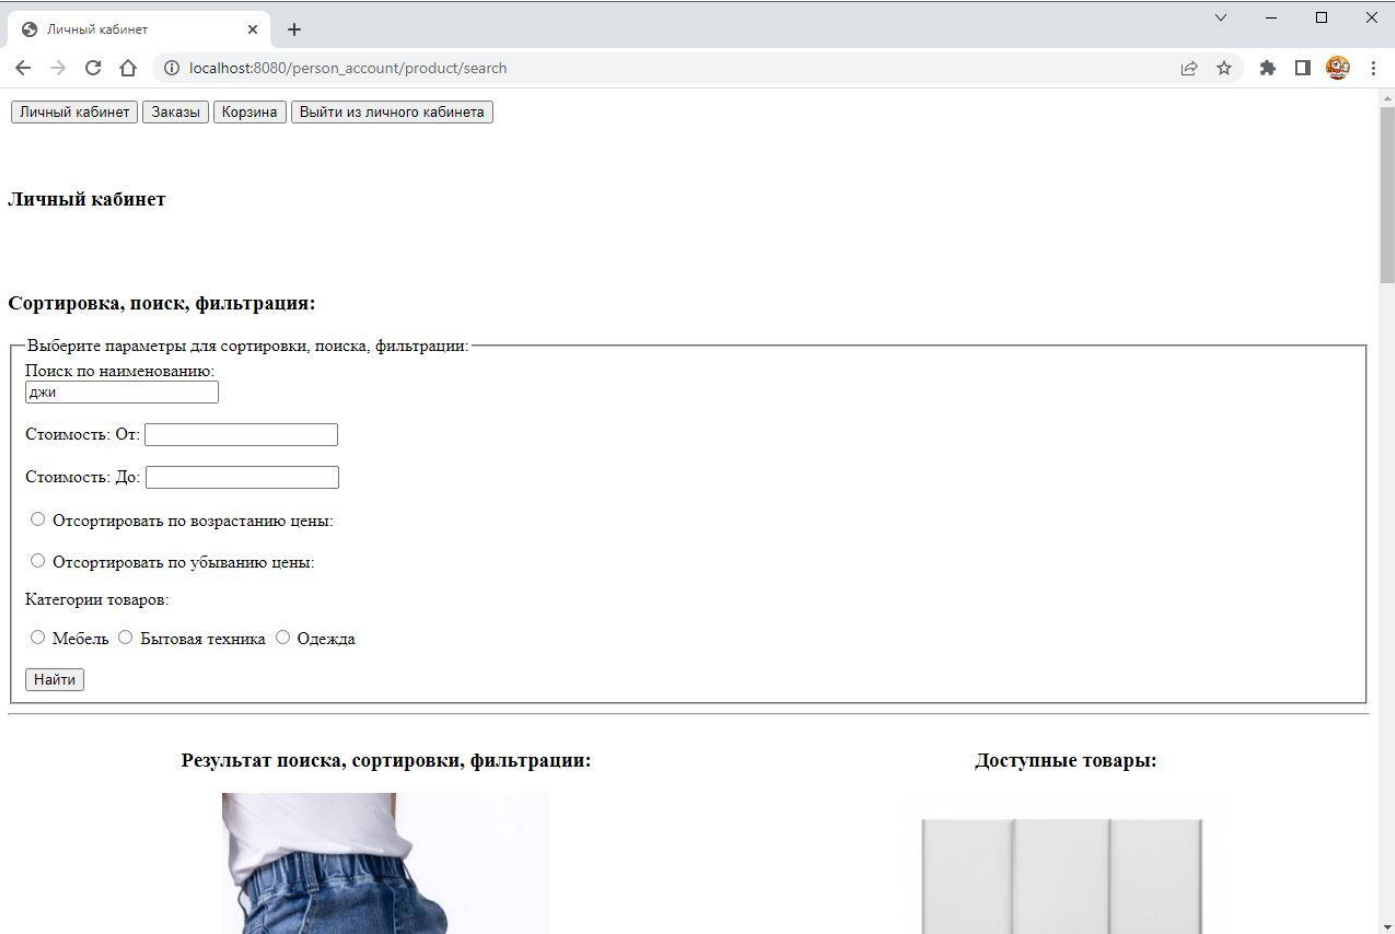 Личный кабинет
localhost:8080/person_account/product/search
Личный кабинет Заказы Корзина Выйти из личного кабинета
Личный кабинет
Сортировка, поиск, фильтрация:
Выберите параметры для сортировки, поиска, фильтрации:
Поиск по наименованию:
джи
Стоимость: От:
Стоимость: До:
Отсортировать по возрастанию цены:
Отсортировать по убыванию цены:
Категории товаров:
Мебель Бытовая техника Одежда
Найти
Результат поиска, сортировки, фильтрации:
Доступные товары: